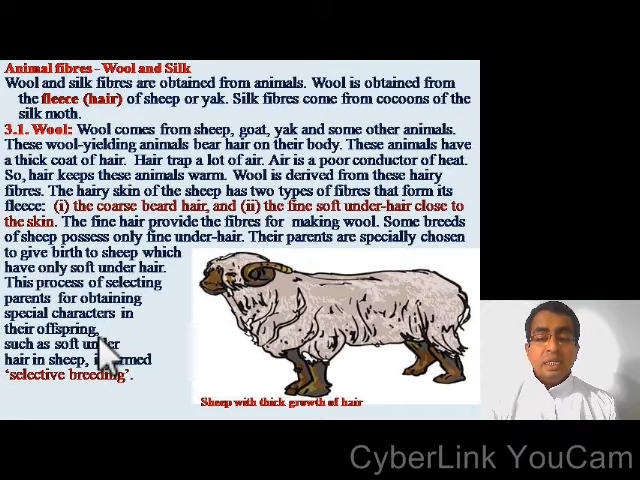 Animal fibres - Wool and Silk
Wool and silk fibres are obtained from animals. Wool is obtained from
the fleece (hair) of sheep or yak. Silk fibres come from cocoons of the
silk moth.
3.1. Wool: Wool comes from sheep, goat, yak and some other animals.
These wool-yielding animals bear hair on their body. These animals have
a thick coat of hair. Hair trap a lot of air. Air is a poor conductor of heat.
So, hair keeps these animals warm. Wool is derived from these hairy
fibres. The hairy skin of the sheep has two types of fibres that form its
fleece: (i) the coarse beard hair, and (ii) the fine soft under-hair close to
the skin. The fine hair provide the fibres for making wool. Some breeds
of sheep possess only fine under-hair. Their parents are specially chosen
to give birth to sheep which
have only soft under hair.
This process of selecting
parents for obtaining
special characters in
their offspring,
such as soft under
hair in sheep, is termed
'selective breeding'.
Sheep with thick growth of hair
CyberLink YouCam